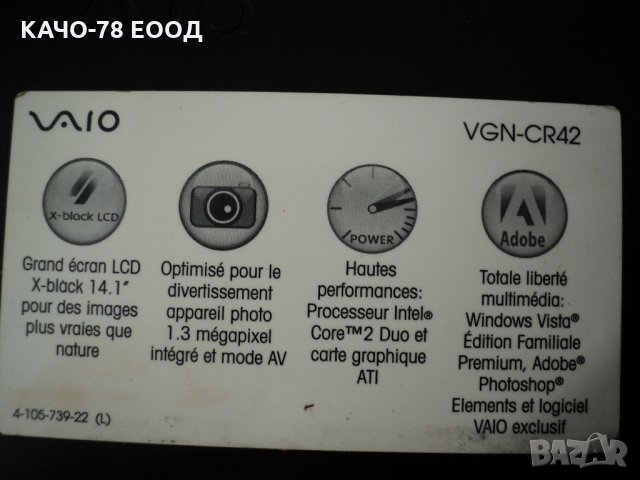 КАЧО-78 ЕООД
VAIO
VGN-CR42
X-black LCD
Grand écran LCD
X-black 14.1"
pour des images
plus vraies que
nature
Optimisé pour le
divertissement
appareil photo
1.3 mégapixel
intégré et mode AV
POWER
Hautes
performances:
Processeur Intel®
Core™2 Duo et
carte graphique
ATI
Adobe
Totale liberté
multimédia:
Windows Vista®
Édition Familiale
Premium, Adobe®
Photoshop®
Elements et logiciel
VAIO exclusif
4-105-739-22 (L)
BAZAR